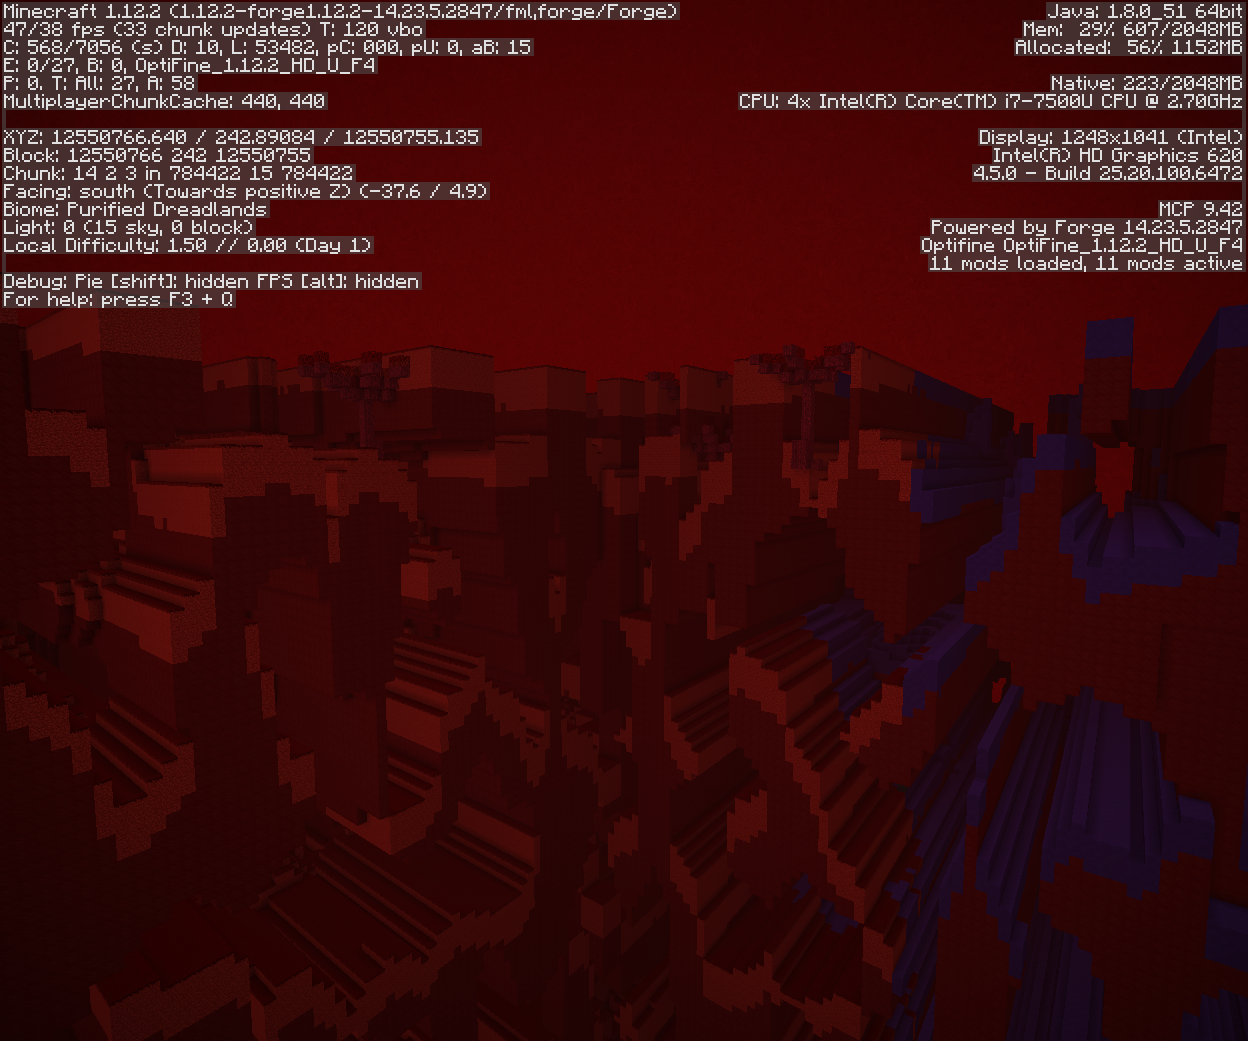 Minecraft 1.12.2 (1.12.2-forge1.12.2-14.23.5.2847/fml,forge/Forge)
47/38 fps (33 chunk updates) T: 120 vbo
C: 568/7056 (s) D: 10, L: 53482, pC: 000, pU: 0, aB: 15
E: 0/27, B: 0, OptiFine_1.12.2_HD_U_F4
P: 0. T: All: 27, A: 58
MultiplayerChunkCache: 440, 440
XYZ: 12550766.640 / 242.89084 / 12550755.135
Block: 12550766 242 12550755
Chunk: 14 2 3 in 784422 15 784422
Facing: south (Towards positive Z) (-37.6 / 4.9)
Biome: Purified Dreadlands
Light: 0 (15 sky, 0 block)
Local Difficulty: 1.50 // 0.00 (Day 1)
Debug: Pie [shift]: hidden FPS [alt]: hidden
For help: press F3 + Q
Java: 1.8.0_51 64bit
Mem: 29% 607/2048MB
Allocated: 56% 1152MB
Native: 223/2048MB
CPU: 4x Intel(R) Core(TM) i7-7500U CPU @ 2.70GHz
Display: 1248x1041 (Intel)
Intel(R) HD Graphics 620
4.5.0 - Build 25.20.100.6472
MCP 9.42
Powered by Forge 14.23.5.2847
Optifine OptiFine_1.12.2_HD_U_F4
11 mods loaded, 11 mods active